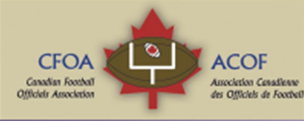 CFOA
Canadian Football
Officials Association
ACOF
Association Canadienne
des Officiels de Football